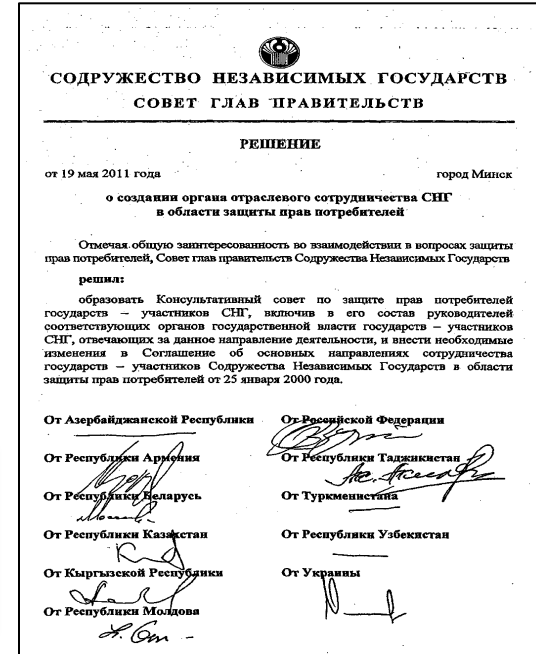 СОДРУЖЕСТВО НЕЗАВИСИМЫХ ГОСУДАРСТВ
СОВЕТ ГЛАВ ПРАВИТЕЛЬСТВ
РЕШЕНИЕ
от 19 мая 2011 года город Минск
о создании органа отраслевого сотрудничества СНГ
в области защиты прав потребителей
Отмечая общую заинтересованность во взаимодействии в вопросах защиты
прав потребителей, Совет глав правительств Содружества Независимых Государств
решил:
образовать Консультативный совет по защите прав потребителей
государств – участников СНГ, включив в его состав руководителей
соответствующих органов государственной власти государств – участников
СНГ, отвечающих за данное направление деятельности, и внести необходимые
изменения в Соглашение об основных направлениях сотрудничества
государств – участников Содружества Независимых Государств в области
защиты прав потребителей от 25 января 2000 года.
От Азербайджанской Республики От Российской Федерации
От Республики Армения От Республики Таджикистан
От Республики Беларусь От Туркменистана
От Республики Казахстан От Республики Узбекистан
От Кыргызской Республики От Украины
От Республики Молдова